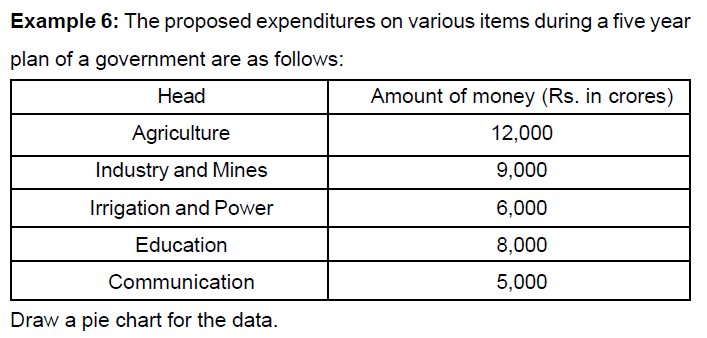 Example 6: The proposed expenditures on various items during a five year
plan of a government are as follows:
Head Amount of money (Rs. in crores)
Agriculture 12,000
Industry and Mines 9,000
Irrigation and Power 6,000
Education 8,000
Communication 5,000
Draw a pie chart for the data.